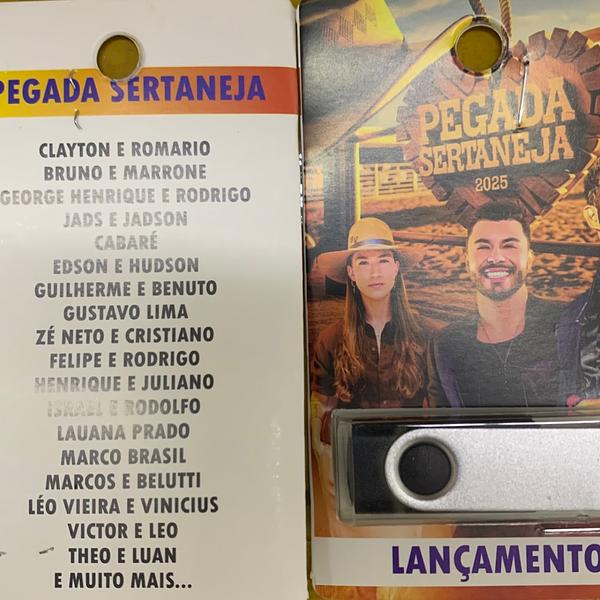 PEGADA SERTANEJA
CLAYTON E ROMARIO
BRUNO E MARRONE
GEORGE HENRIQUE E RODRIGO
JADS E JADSON
CABARÉ
EDSON E HUDSON
GUILHERME E BENUTO
GUSTAVO LIMA
ZÉ NETO E CRISTIANO
FELIPE E RODRIGO
HENRIQUE E JULIANO
ISRAEL E RODOLFO
LAUANA PRADO
MARCO BRASIL
MARCOS E BELUTTI
LÉO VIEIRA E VINICIUS
VICTOR E LEO
THEO E LUAN
E MUITO MAIS...
PEGADA
SERTANEJA
2025
LANÇAMENTO